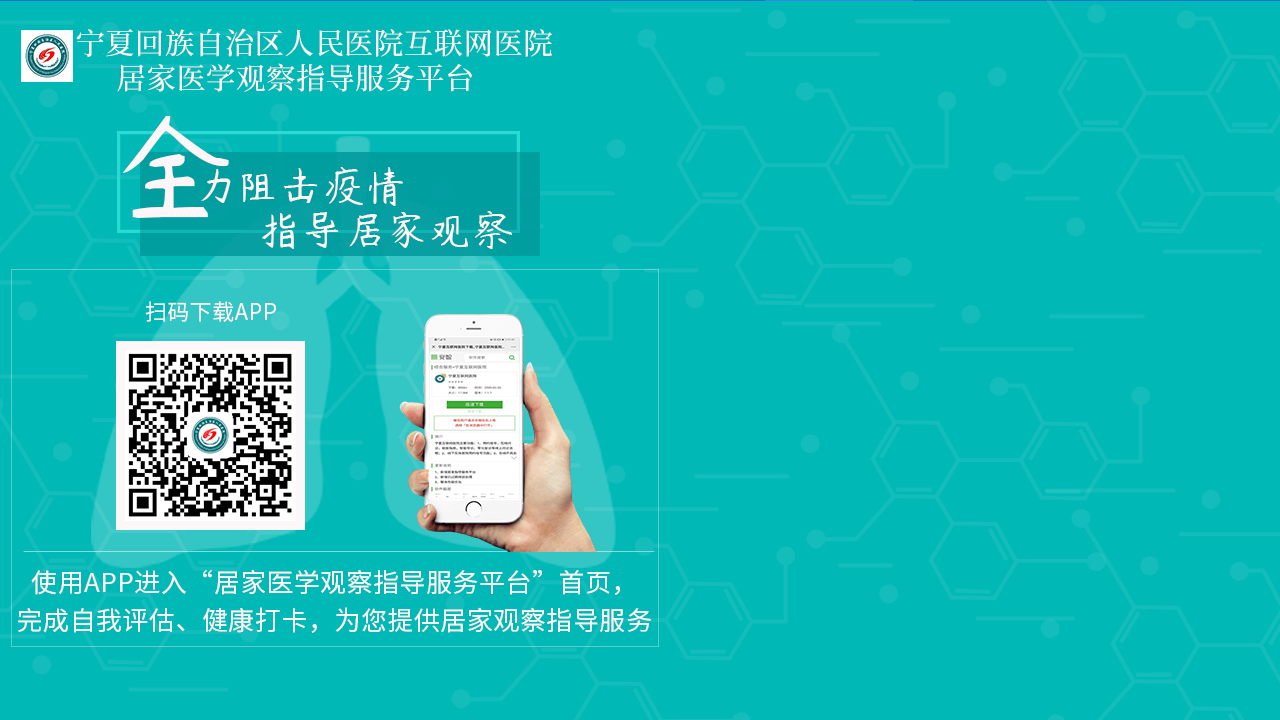 宁夏回族自治区人民医院互联网医院
居家医学观察指导服务平台
全力阻击疫情
指导居家观察
扫码下载APP
使用APP进入“居家医学观察指导服务平台”首页，
完成自我评估、健康打卡，为您提供居家观察指导服务